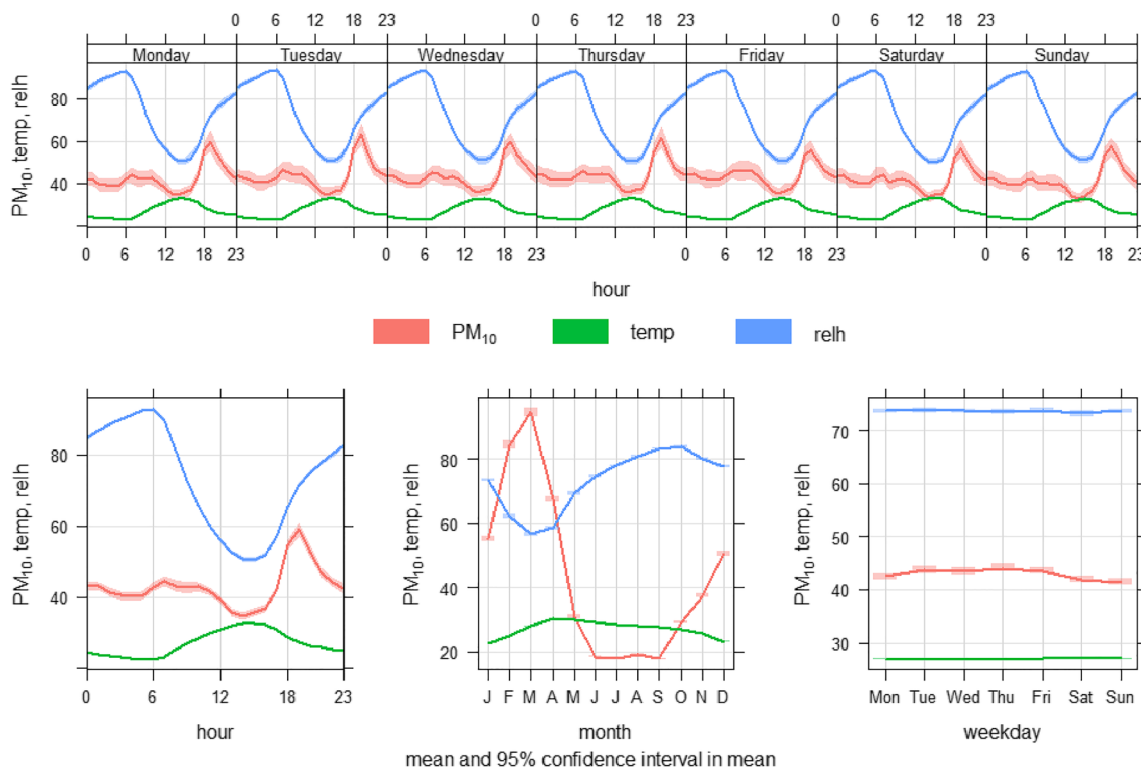 0 6 12 18 23 0 6 12 18 23 0 6 12 18 23
Monday Tuesday Wednesday Thursday Friday Saturday Sunday
PM10, temp, relh
80
60
40
0 6 12 18 23 0 6 12 18 23 0 6 12 18 23 0 6 12 18 23
hour
PM10 temp relh
PM10, temp, relh
80
60
40
0 6 12 18 23
hour
PM10, temp, relh
80
60
40
20
J F M A M J J A S O N D
month
PM10, temp, relh
70
60
50
40
30
Mon Tue Wed Thu Fri Sat Sun
weekday
mean and 95% confidence interval in mean